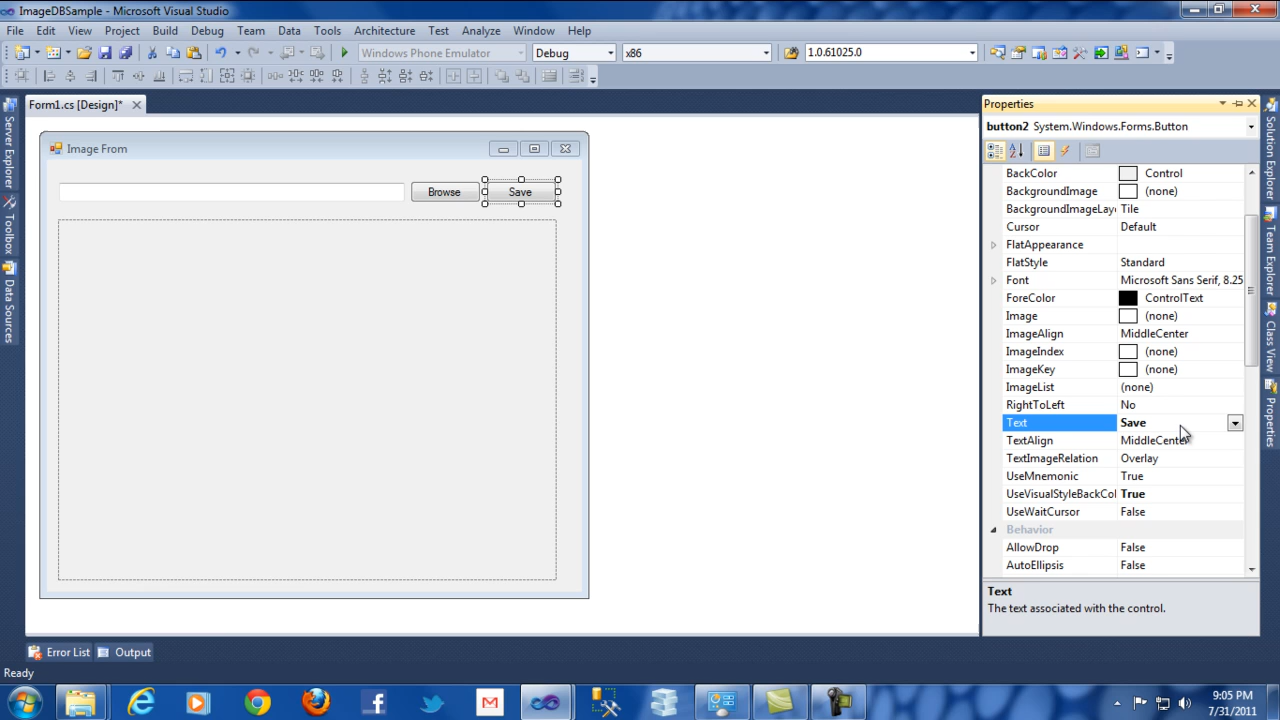 ImageDBSample - Microsoft Visual Studio
File Edit View Project Build Debug Team Data Tools Architecture Test Analyze Window Help
Windows Phone Emulator Debug x86 1.0.61025.0
Form1.cs [Design]*
Server Explorer
Toolbox
Data Sources
Image From
Browse Save
Properties
button2 System.Windows.Forms.Button
BackColor Control
BackgroundImage (none)
BackgroundImageLay Tile
Cursor Default
FlatAppearance
FlatStyle Standard
Font Microsoft Sans Serif, 8.25
ForeColor ControlText
Image (none)
ImageAlign MiddleCenter
ImageIndex (none)
ImageKey (none)
ImageList (none)
RightToLeft No
Text Save
TextAlign MiddleCenter
TextImageRelation Overlay
UseMnemonic True
UseVisualStyleBackCol True
UseWaitCursor False
Behavior
AllowDrop False
AutoEllipsis False
Text
The text associated with the control.
Solution Explorer
Team Explorer
Class View
Properties
Error List Output
Ready
9:05 PM
7/31/2011